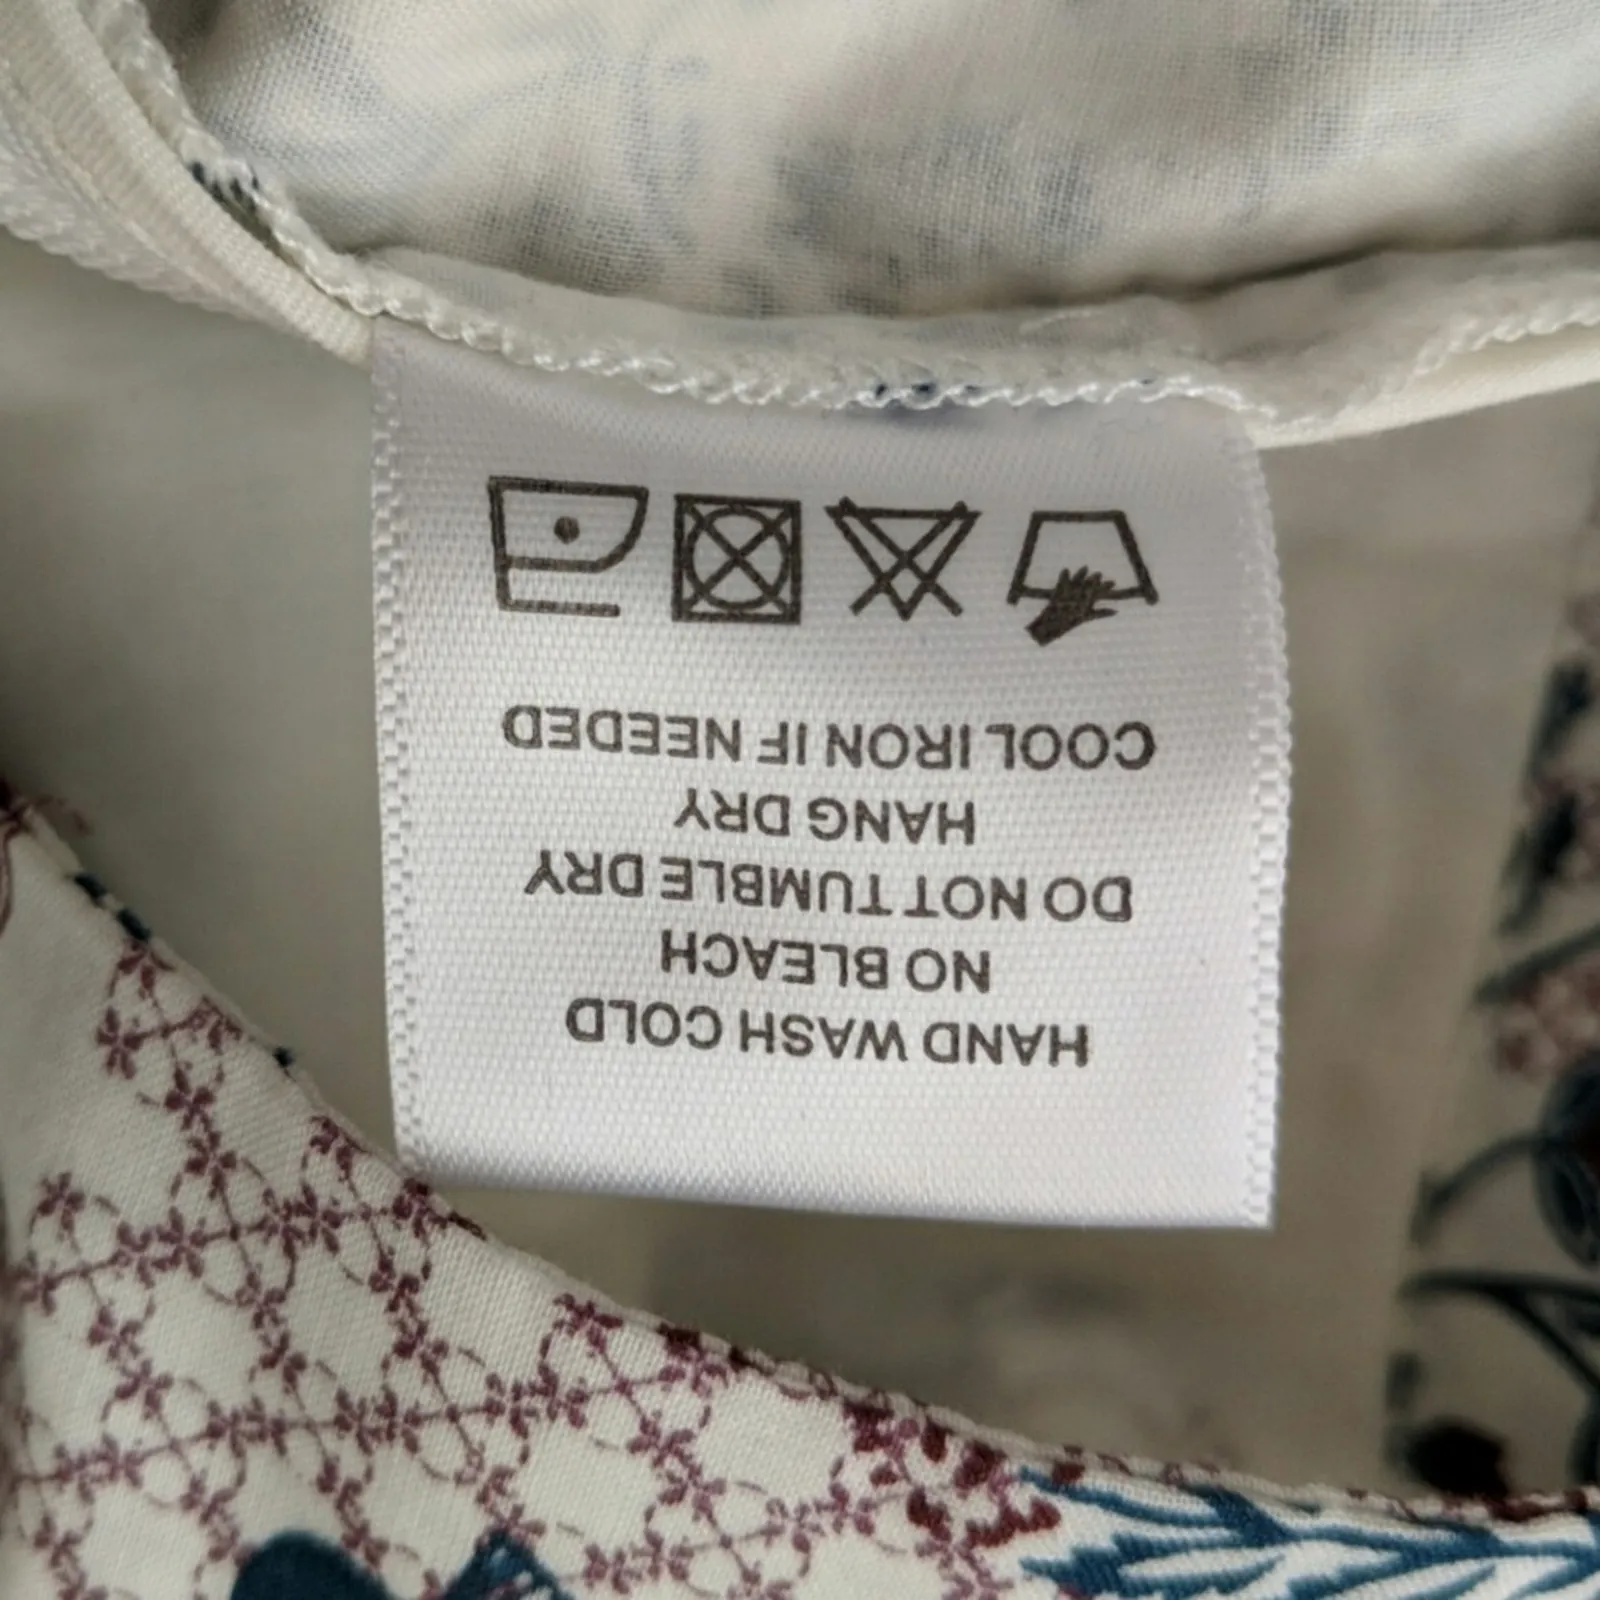 HAND WASH COLD
NO BLEACH
DO NOT TUMBLE DRY
HANG DRY
COOL IRON IF NEEDED